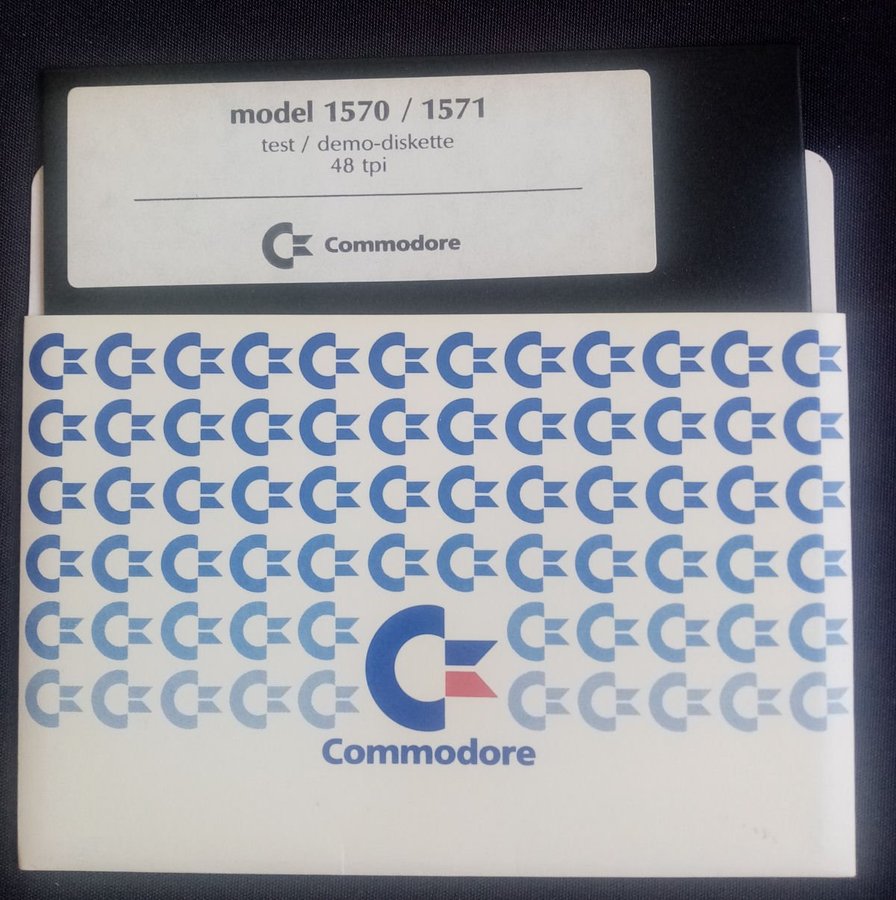 model 1570 / 1571
test / demo-diskette
48 tpi
Commodore
Commodore